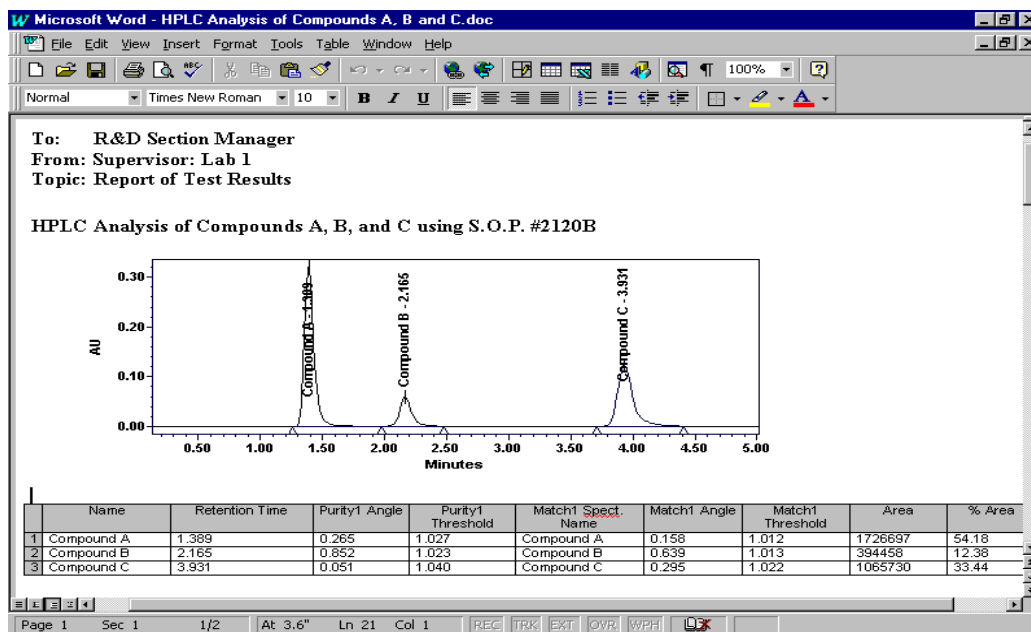 Microsoft Word - HPLC Analysis of Compounds A, B and C.doc
File Edit View Insert Format Tools Table Window Help
ABC 100%
Normal Times New Roman 10 B I U A
To: R&D Section Manager
From: Supervisor: Lab 1
Topic: Report of Test Results
HPLC Analysis of Compounds A, B, and C using S.O.P. #2120B
AU
0.30
0.20
0.10
0.00
Compound A - 1.389
Compound B - 2.165
Compound C - 3.931
0.50 1.00 1.50 2.00 2.50 3.00 3.50 4.00 4.50 5.00
Minutes
Name Retention Time Purity1 Angle Purity1 Threshold Match1 Spect. Name Match1 Angle Match1 Threshold Area % Area
1 Compound A 1.389 0.265 1.027 Compound A 0.158 1.012 1726697 54.18
2 Compound B 2.165 0.852 1.023 Compound B 0.639 1.013 394458 12.38
3 Compound C 3.931 0.051 1.040 Compound C 0.295 1.022 1065730 33.44
Page 1 Sec 1 1/2 At 3.6" Ln 21 Col 1 REC TRK EXT OVR WPH